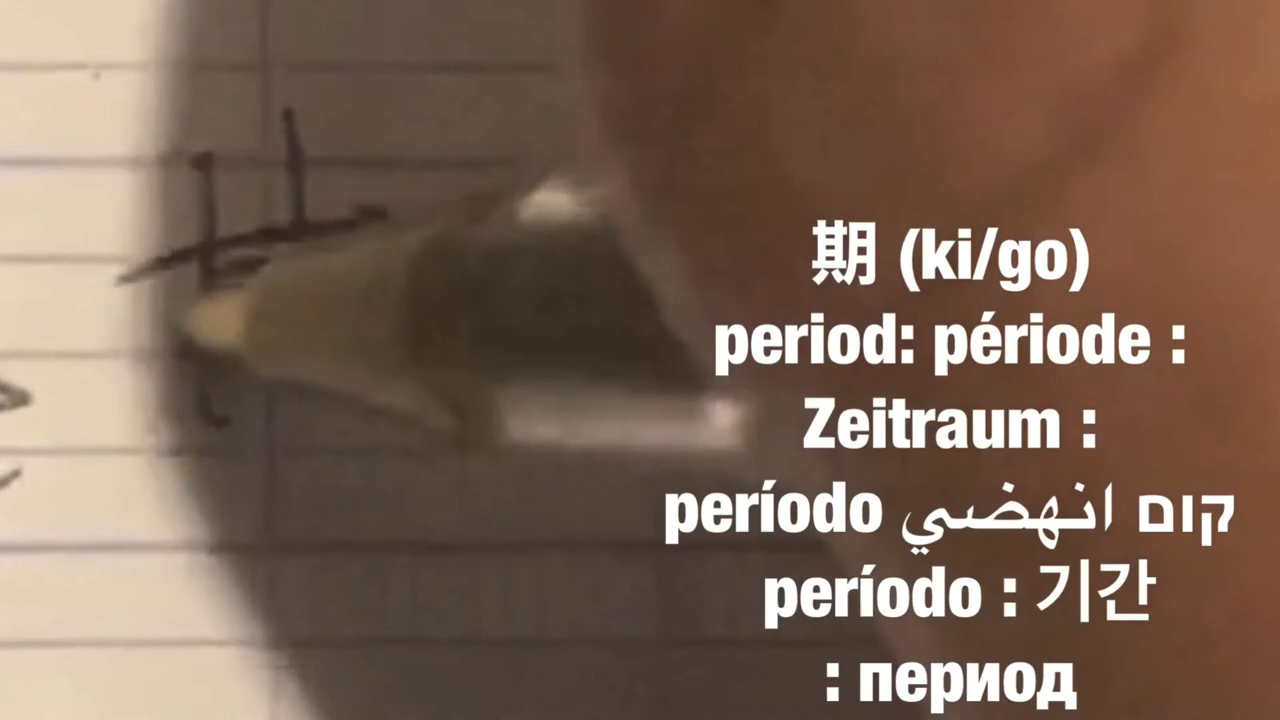 期 (ki/go)
period: période :
Zeitraum :
período انهضي קום
período : 기간
: период